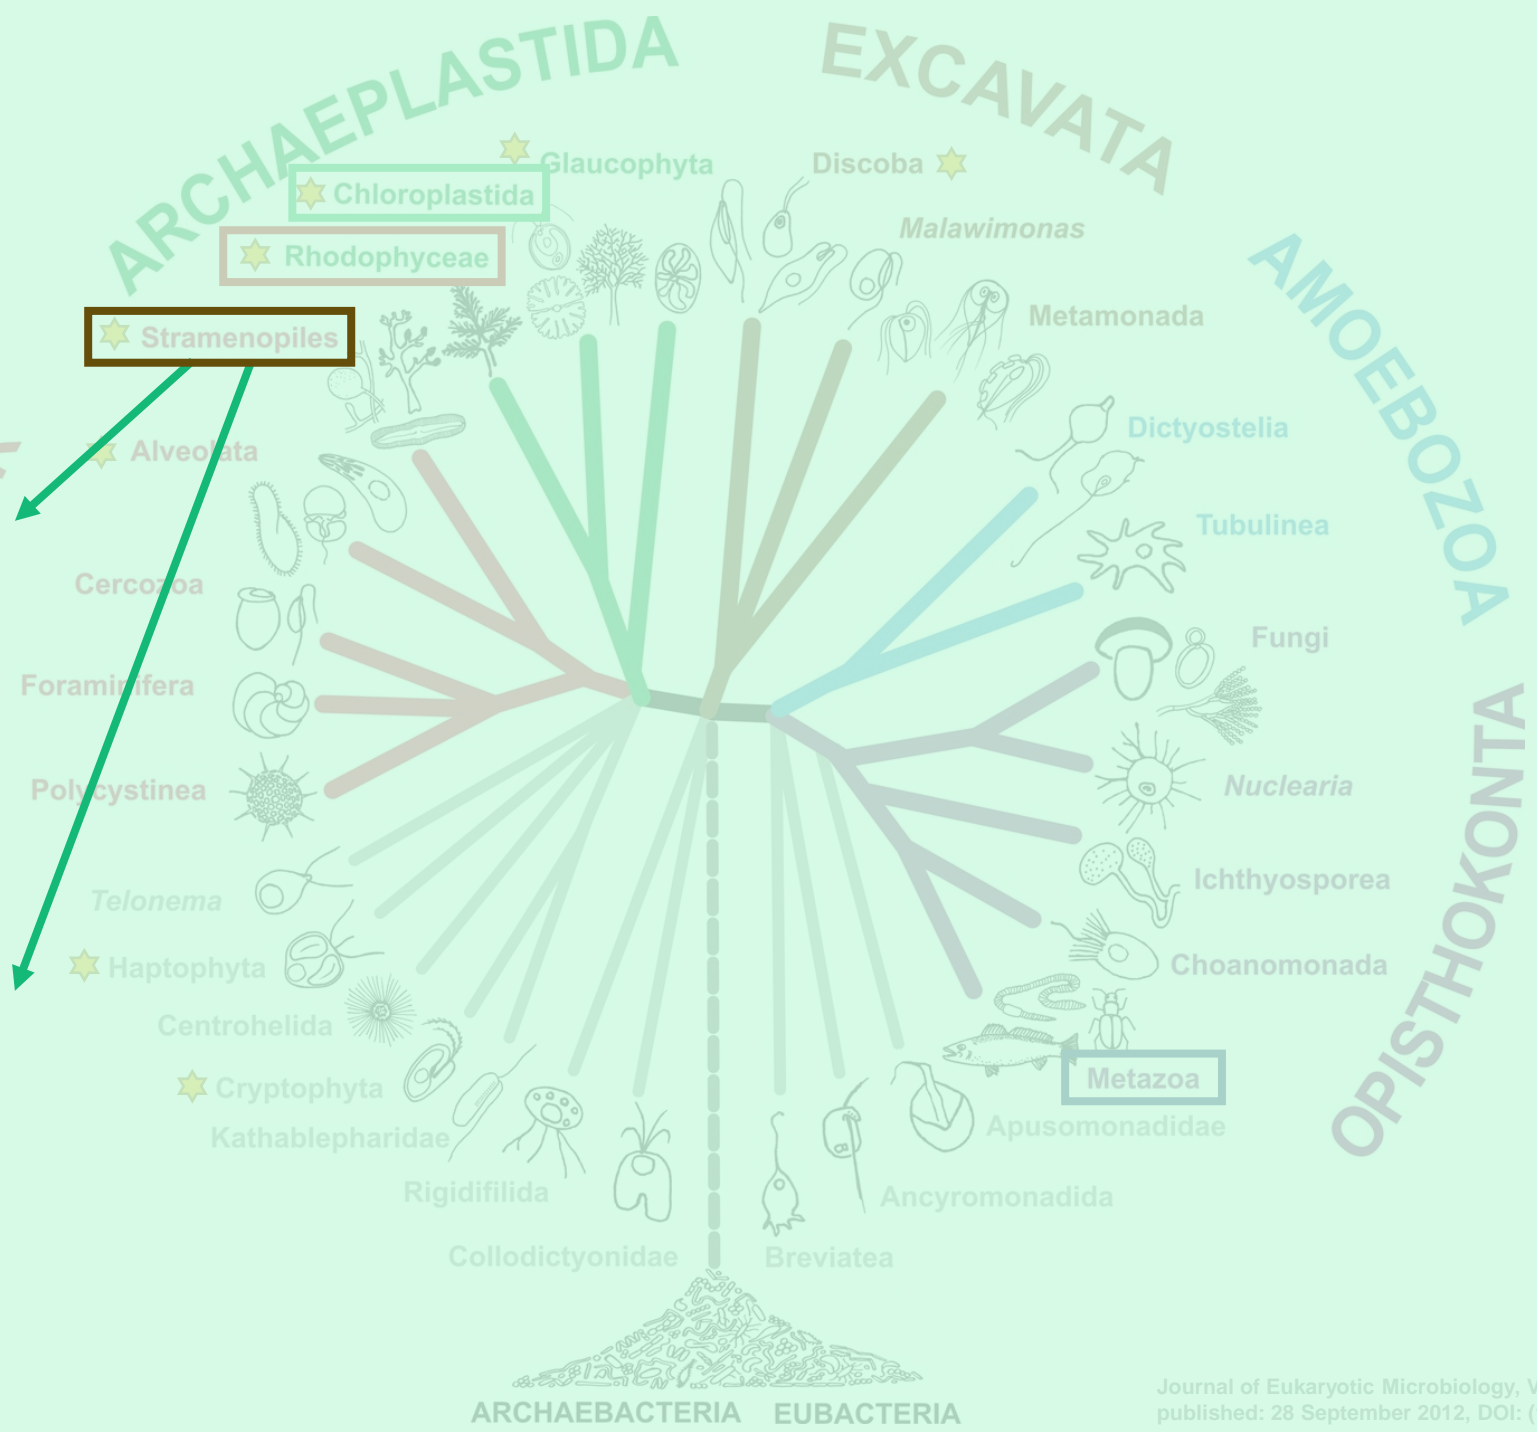 ARCHAEPLASTIDA
EXCAVATA
AMOEBOZOA
OPISTHOKONTA
Glaucophyta
Discoba
Chloroplastida
Malawimonas
Rhodophyceae
Metamonada
Stramenopiles
Dictyostelia
Alveolata
Tubulinea
Cercozoa
Fungi
Foraminifera
Nuclearia
Polycystinea
Ichthyosporea
Telonema
Choanomonada
Haptophyta
Centrohelida
Metazoa
Cryptophyta
Apusomonadidae
Kathablepharidae
Rigidifilida
Ancyromonadida
Collodictyonidae
Breviatea
ARCHAEBACTERIA EUBACTERIA
Journal of Eukaryotic Microbiology, V
published: 28 September 2012, DOI: (